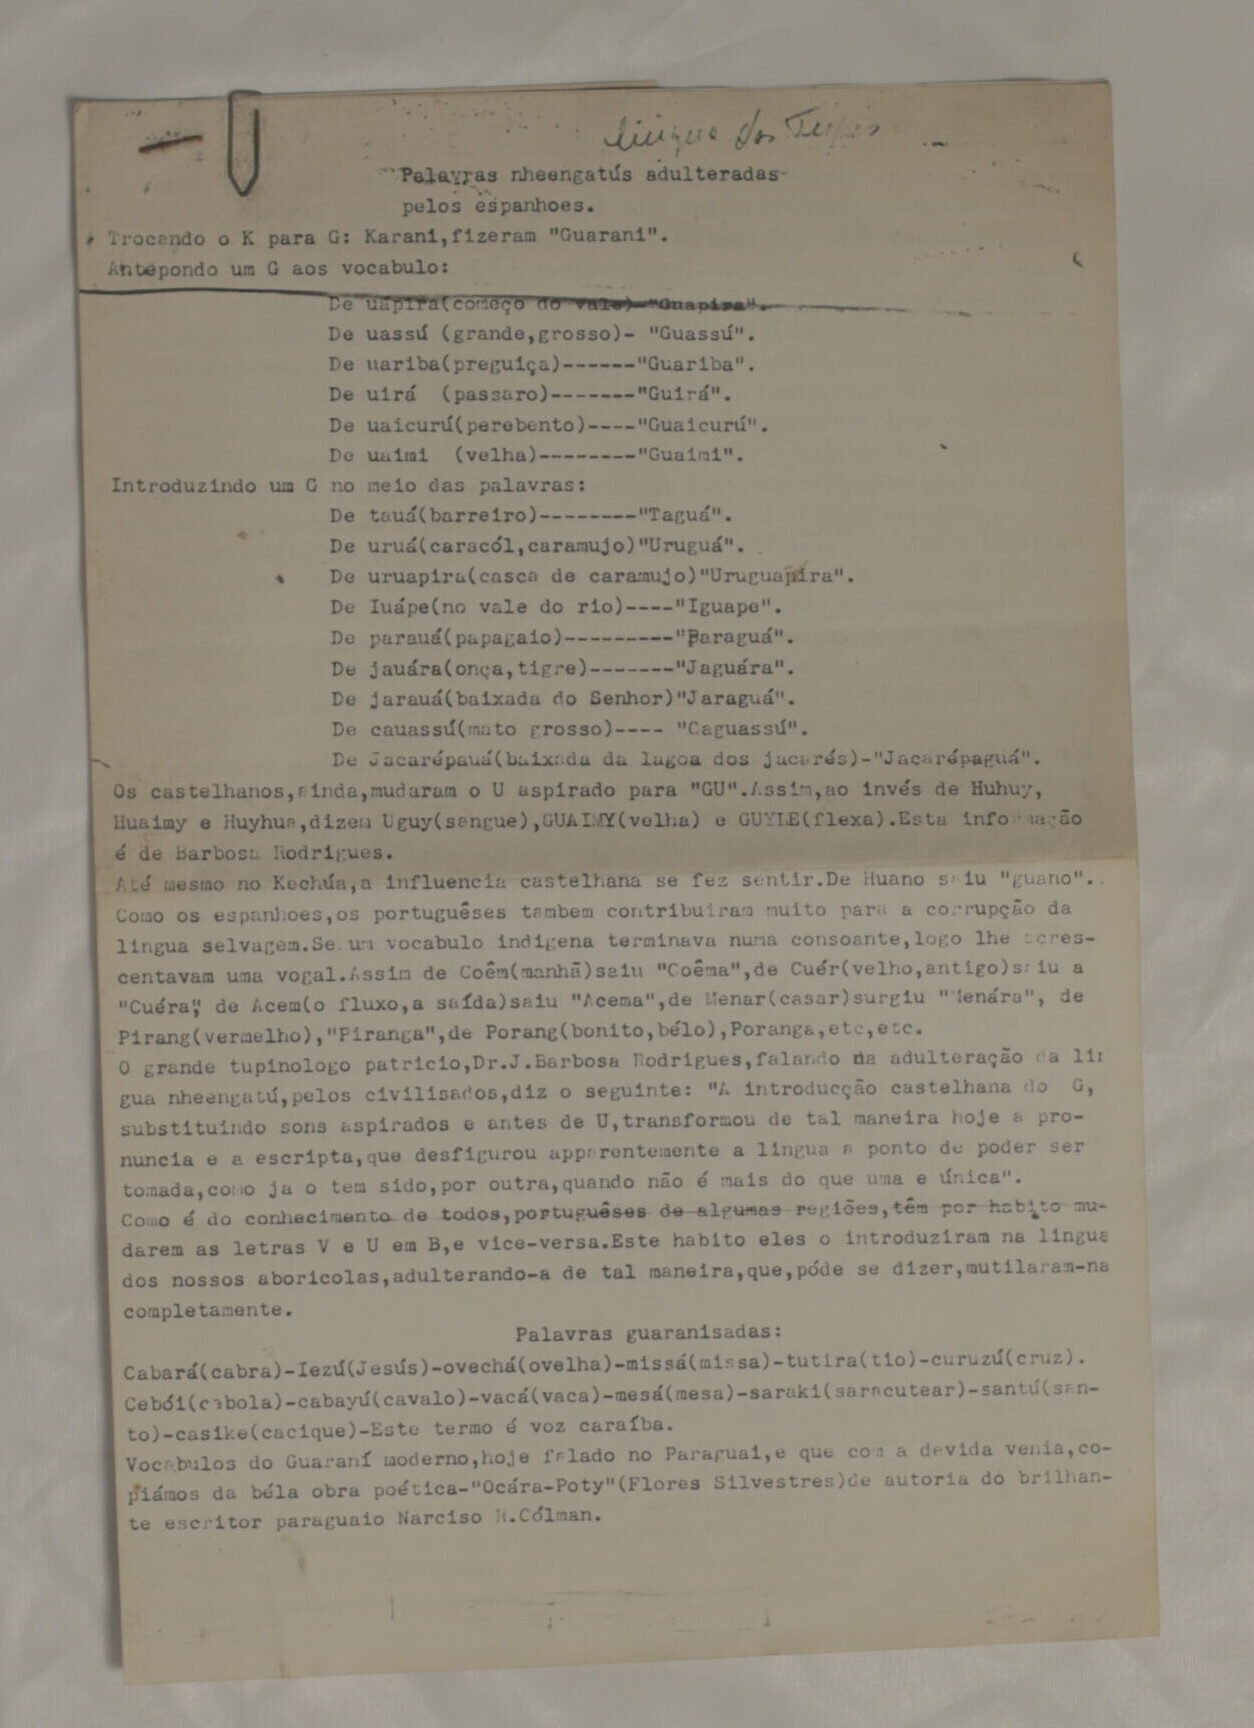 lingua dos Tupis
Palavras nheengatús adulteradas
pelos espanhoes.
Trocando o K para G: Karani,fizeram "Guarani".
Antepondo um G aos vocabulo:
De uapira(começo do vale)-"Guapira".
De uassú (grande,grosso)- "Guassú".
De uariba(preguiça)------"Guariba".
De uirá (passaro)-------"Guirá".
De uaicurú(perebento)----"Guaicurú".
De uaimi (velha)--------"Guaimi".
Introduzindo um G no meio das palavras:
De tauá(barreiro)--------"Taguá".
De uruá(caracól,caramujo)"Uruguá".
De uruapira(casca de caramujo)"Uruguapira".
De Iuápe(no vale do rio)----"Iguape".
De parauá(papagaio)---------"Paraguá".
De jauára(onça,tigre)-------"Jaguára".
De jarauá(baixada do Senhor)"Jaraguá".
De cauassú(mato grosso)---- "Caguassú".
De Jacarépauá(baixada da lagoa dos jacarés)-"Jacarépaguá".
Os castelhanos,ainda,mudaram o U aspirado para "GU".Assim,ao invés de Huhuy,
Huaimy e Huyhua,dizem Uguy(sangue),GUAIMY(velha) e GUYLE(flexa).Esta informação
é de Barbosa Rodrigues.
Até mesmo no Kechúa,a influencia castelhana se fez sentir.De Huano saiu "guano".
Como os espanhoes,os portuguêses tambem contribuiram muito para a corrupção da
lingua selvagem.Se um vocabulo indigena terminava numa consoante,logo lhe acres-
centavam uma vogal.Assim de Coêm(manhã)saiu "Coêma",de Cuér(velho,antigo)saiu a
"Cuéra", de Acem(o fluxo,a saída)saiu "Acema",de Menar(casar)surgiu "Menára", de
Pirang(vermelho),"Piranga",de Porang(bonito,bélo),Poranga,etc,etc.
O grande tupinologo patricio,Dr.J.Barbosa Rodrigues,falando na adulteração da lin
gua nheengatú,pelos civilisados,diz o seguinte: "A introducção castelhana do G,
substituindo sons aspirados e antes de U,transformou de tal maneira hoje a pro-
nuncia e a escripta,que desfigurou apparentemente a lingua a ponto de poder ser
tomada,como ja o tem sido,por outra,quando não é mais do que uma e única".
Como é do conhecimento de todos,portuguêses de algumas regiões,têm por habito mu-
darem as letras V e U em B,e vice-versa.Este habito eles o introduziram na lingua
dos nossos aboricolas,adulterando-a de tal maneira,que,póde se dizer,mutilaram-na
completamente.
Palavras guaranisadas:
Cabará(cabra)-Iezú(Jesús)-ovechá(ovelha)-missá(missa)-tutira(tio)-curuzú(cruz).
Cebói(cebola)-cabayú(cavalo)-vacá(vaca)-mesá(mesa)-saraki(saracutear)-santú(san-
to)-casike(cacique)-Este termo é voz caraíba.
Vocabulos do Guaraní moderno,hoje falado no Paraguai,e que com a devida venia,co-
piámos da béla obra poética-"Ocára-Poty"(Flores Silvestres)de autoria do brilhan-
te escritor paraguaio Narciso R.Cólman.